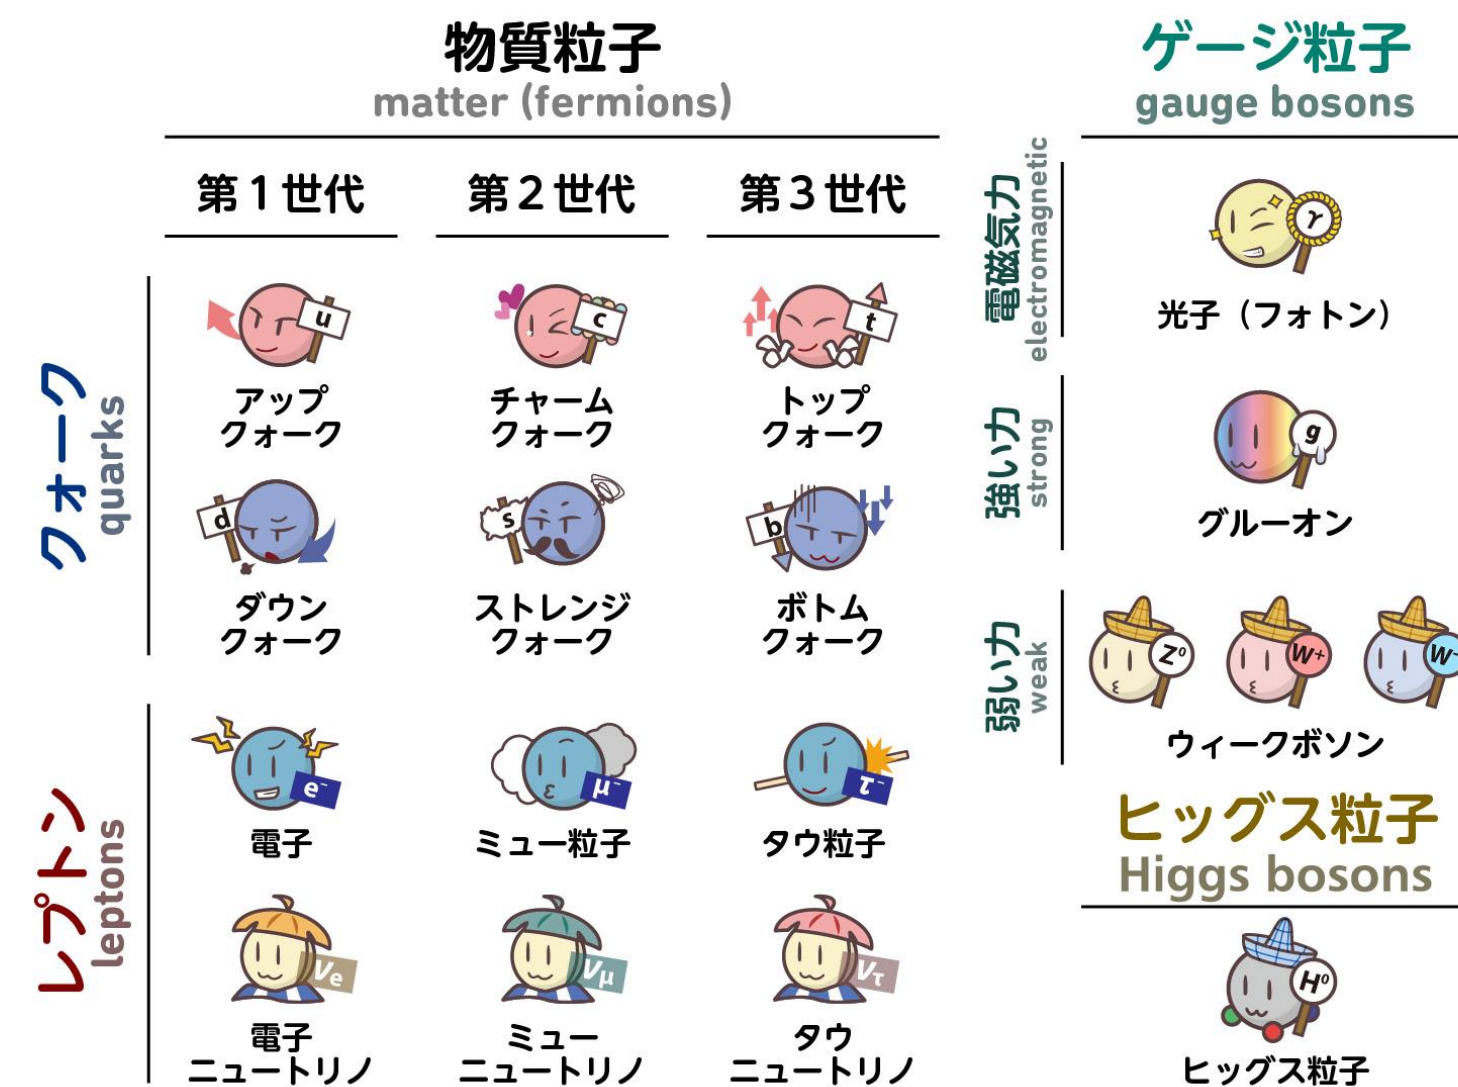 物質粒子
matter (fermions)
第1世代
第2世代
第3世代
クォーク
quarks
u
アップ
クォーク
c
チャーム
クォーク
t
トップ
クォーク
d
ダウン
クォーク
s
ストレンジ
クォーク
b
ボトム
クォーク
レプトン
leptons
e⁻
電子
μ⁻
ミュー粒子
τ⁻
タウ粒子
νe
電子
ニュートリノ
νμ
ミュー
ニュートリノ
ντ
タウ
ニュートリノ
ゲージ粒子
gauge bosons
電磁気力
electromagnetic
γ
光子（フォトン）
強い力
strong
g
グルーオン
弱い力
weak
Z⁰
W⁺
W⁻
ウィークボソン
ヒッグス粒子
Higgs bosons
H⁰
ヒッグス粒子